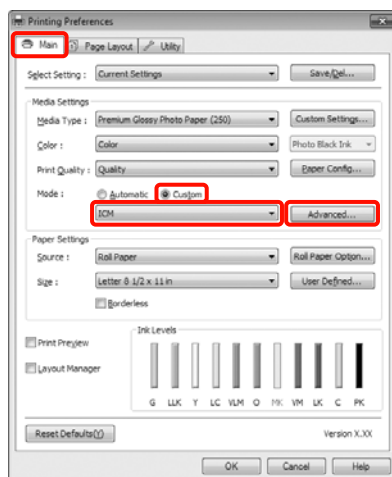 Printing Preferences
Main Page Layout Utility
Select Setting : Current Settings Save/Del...
Media Settings
Media Type : Premium Glossy Photo Paper (250) Custom Settings...
Color : Color Photo Black Ink
Print Quality : Quality Paper Config...
Mode : Automatic Custom
ICM Advanced...
Paper Settings
Source : Roll Paper Roll Paper Option...
Size : Letter 8 1/2 x 11 in User Defined...
Borderless
Ink Levels
Print Preview
Layout Manager
G LLK Y LC VLM O MK VM LK C PK
Reset Defaults(Y) Version X.XX
OK Cancel Help